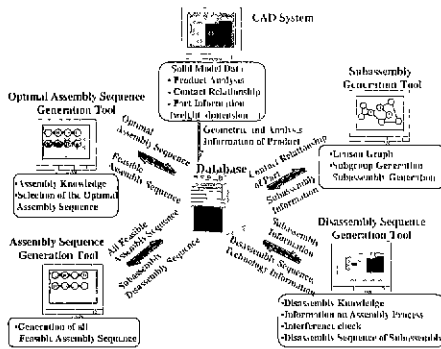 CAD System
Solid Model Data
• Product Analysis
• Contact Relationship
• Part Information
(weight, dimension)
Geometric and Analysis
Information of Product
Database
Optimal Assembly Sequence
Generation Tool
• Assembly Knowledge
• Selection of the Optimal
Assembly Sequence
Optimal
Assembly Sequence
Feasible
Assembly Sequence
Subassembly
Generation Tool
• Liaison Graph
• Subgroup Generation
Subassembly Generation
Contact Relationship
of Part
Subassembly
Information
Assembly Sequence
Generation Tool
• Generation of all
Feasible Assembly Sequence
All Feasible
Assembly Sequence
Subassembly
Disassembly Sequence
Disassembly Sequence
Generation Tool
• Disassembly Knowledge
• Information on Assembly Process
• Interference check
• Disassembly Sequence of Subassembly
Subassembly
Information
Disassembly Sequence,
Technology Information